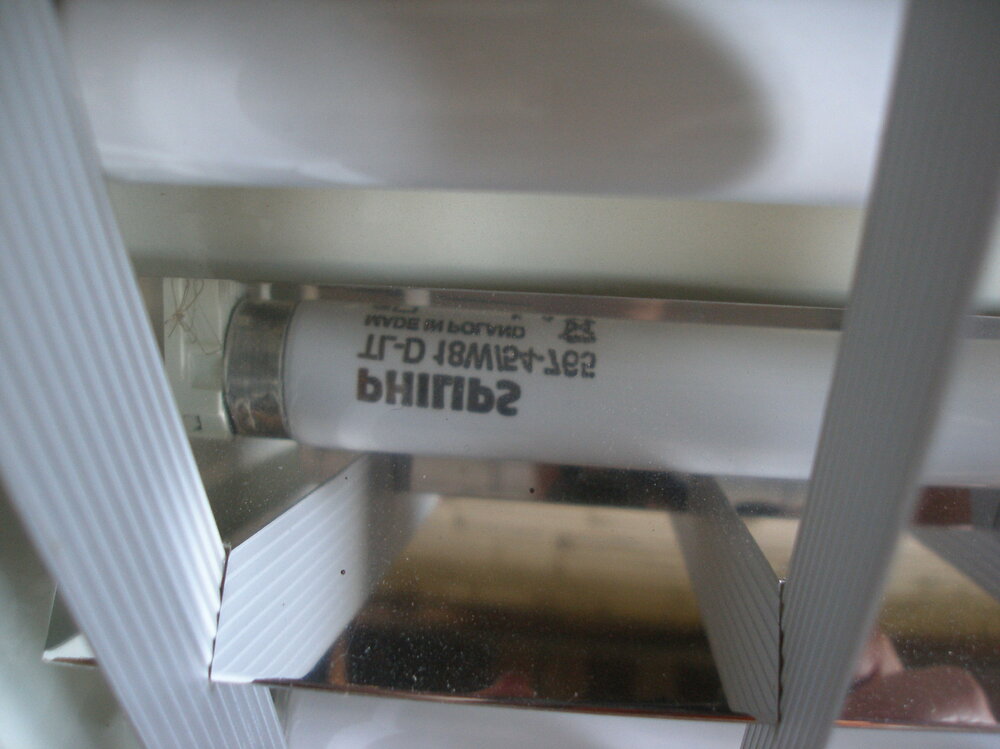 PHILIPS
TL-D 18W/54-765
MADE IN POLAND